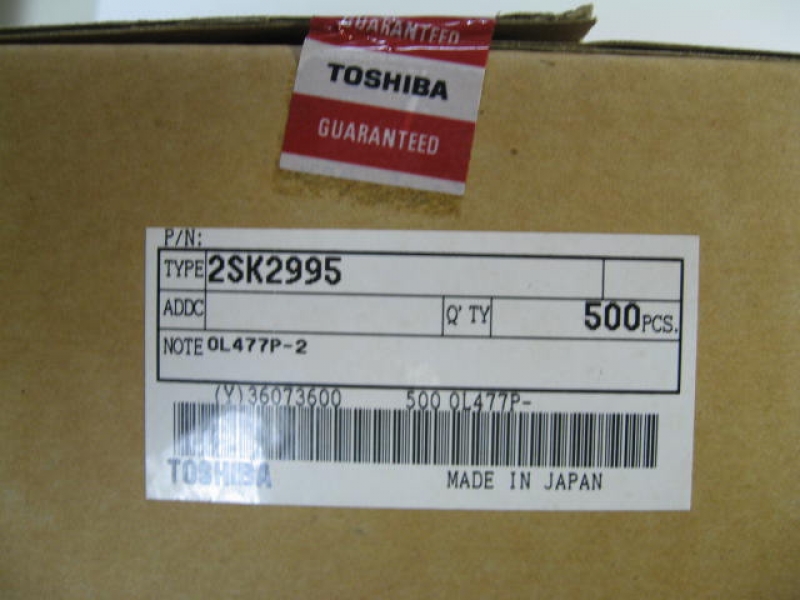 GUARANTEED
TOSHIBA
GUARANTEED
P/N:
TYPE 2SK2995
ADDC Q'TY 500PCS.
NOTE 0L477P-2
(Y)36073600 500 0L477P-
TOSHIBA MADE IN JAPAN